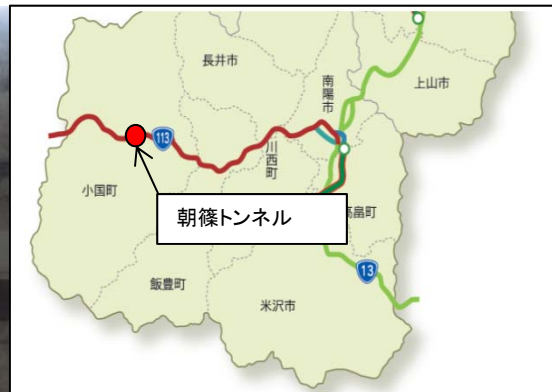 長井市
南陽市
上山市
113
川西町
小国町
朝篠トンネル
高畠町
13
飯豊町
米沢市